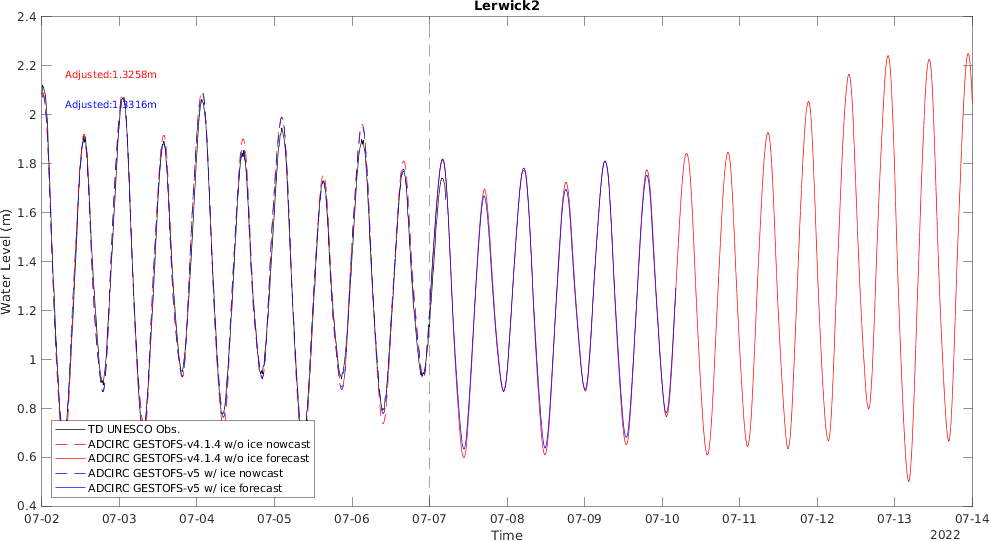 Lerwick2
2.4
2.2
2
1.8
1.6
1.4
1.2
1
0.8
0.6
0.4
Water Level (m)
Adjusted:1.3258m
Adjusted:1.3316m
TD UNESCO Obs.
ADCIRC GESTOFS-v4.1.4 w/o ice nowcast
ADCIRC GESTOFS-v4.1.4 w/o ice forecast
ADCIRC GESTOFS-v5 w/ ice nowcast
ADCIRC GESTOFS-v5 w/ ice forecast
07-02 07-03 07-04 07-05 07-06 07-07 07-08 07-09 07-10 07-11 07-12 07-13 07-14
Time
2022